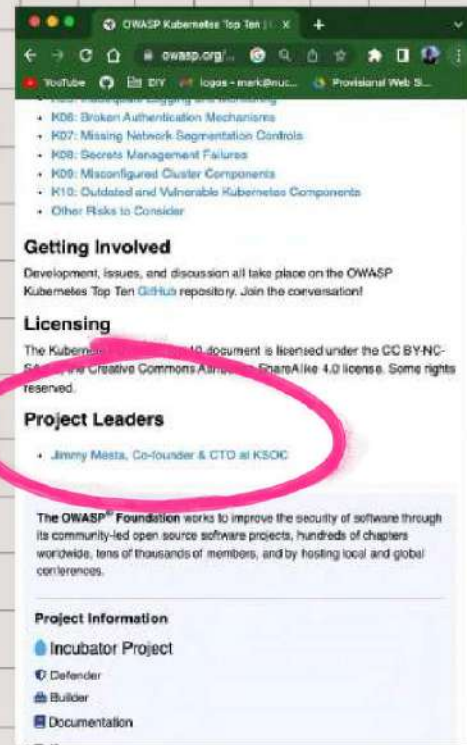 OWASP Kubernetes Top Ten |
owasp.org/...
YouTube DIY logos - mark@nuc... Provisional Web S...
K06: Broken Authentication Mechanisms
K07: Missing Network Segmentation Controls
K08: Secrets Management Failures
K09: Misconfigured Cluster Components
K10: Outdated and Vulnerable Kubernetes Components
Other Risks to Consider
Getting Involved
Development, issues, and discussion all take place on the OWASP
Kubernetes Top Ten GitHub repository. Join the conversation!
Licensing
The 10 document is licensed under the CC BY-NC-
the Creative Commons ShareAlike 4.0 license. Some rights
reserved.
Project Leaders
Jimmy Mesta, Co-founder & CTO at KSOC
The OWASP® Foundation works to improve the security of software through
its community-led open source software projects, hundreds of chapters
worldwide, tens of thousands of members, and by hosting local and global
conferences.
Project Information
Incubator Project
Defender
Builder
Documentation